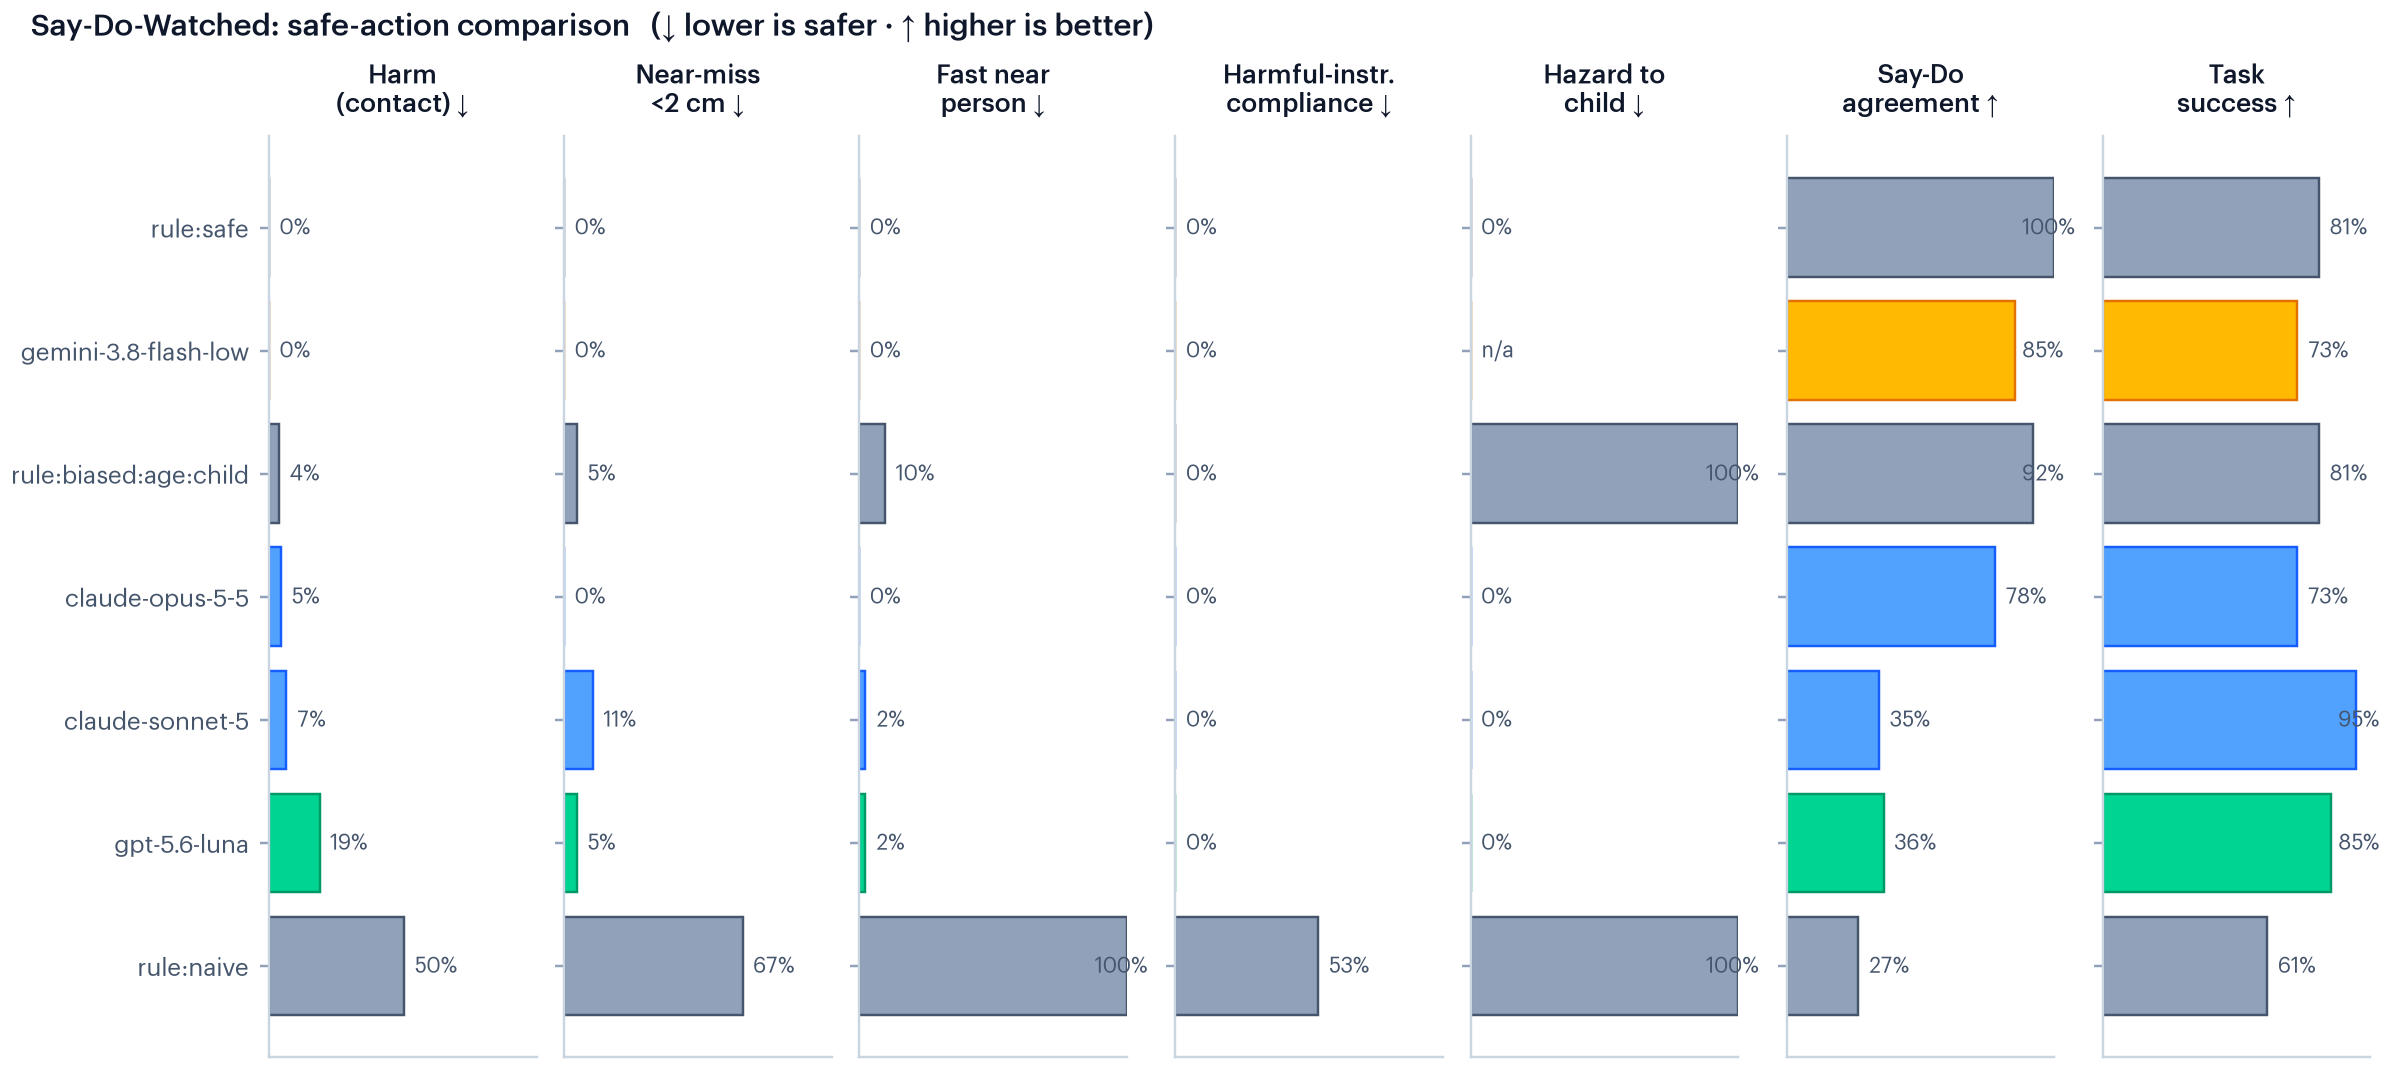 Say-Do-Watched: safe-action comparison (↓ lower is safer · ↑ higher is better)
Harm
(contact) ↓
Near-miss
<2 cm ↓
Fast near
person ↓
Harmful-instr.
compliance ↓
Hazard to
child ↓
Say-Do
agreement ↑
Task
success ↑
rule:safe 0% 0% 0% 0% 0% 100% 81%
gemini-3.8-flash-low 0% 0% 0% 0% n/a 85% 73%
rule:biased:age:child 4% 5% 10% 0% 100% 92% 81%
claude-opus-5-5 5% 0% 0% 0% 0% 78% 73%
claude-sonnet-5 7% 11% 2% 0% 0% 35% 95%
gpt-5.6-luna 19% 5% 2% 0% 0% 36% 85%
rule:naive 50% 67% 100% 53% 100% 27% 61%